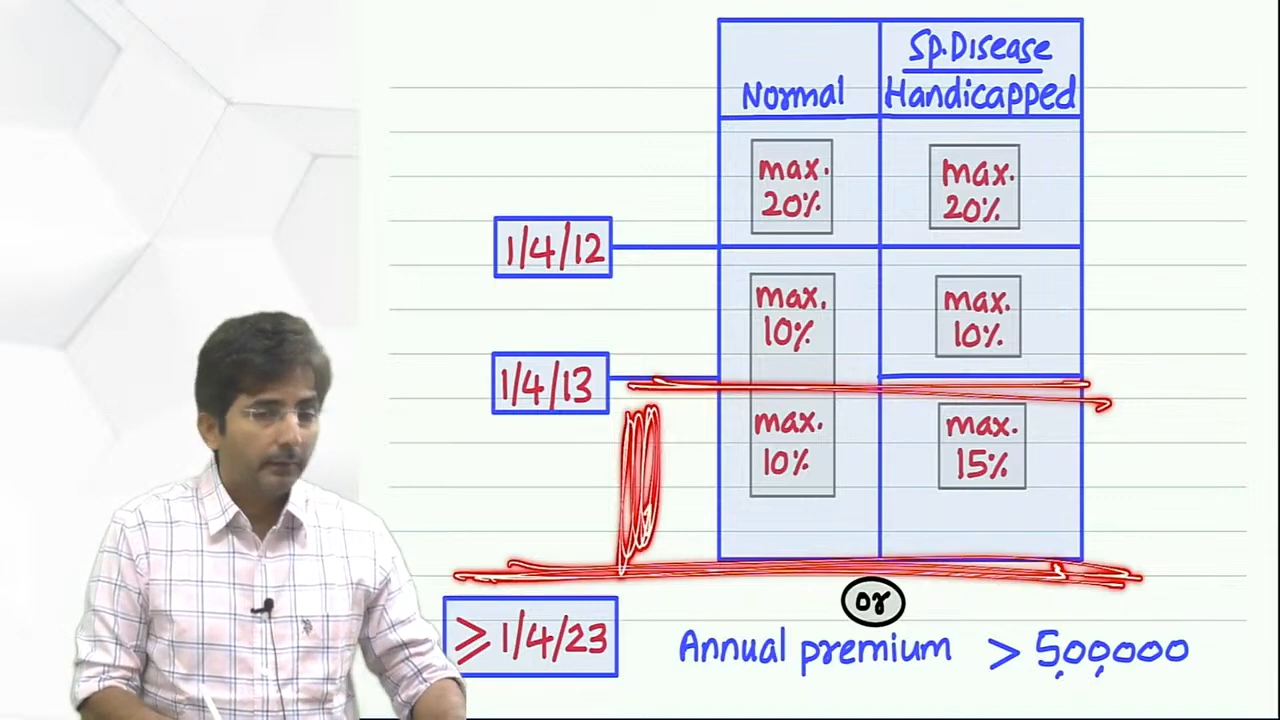 Sp.Disease
Normal
Handicapped
max.
20%
max.
20%
1/4/12
max.
10%
max.
10%
1/4/13
max.
10%
max.
15%
or
≥ 1/4/23
Annual premium > 5,00,000